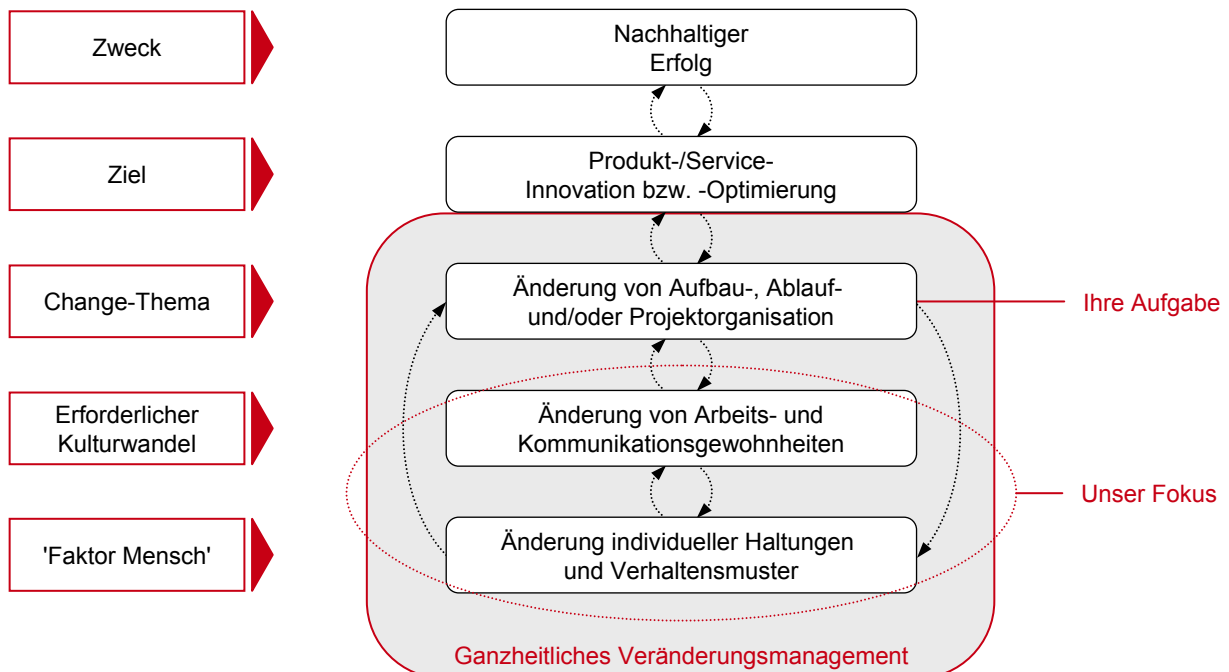 Zweck
Nachhaltiger
Erfolg
Ziel
Produkt-/Service-
Innovation bzw. -Optimierung
Change-Thema
Änderung von Aufbau-, Ablauf-
und/oder Projektorganisation
Ihre Aufgabe
Erforderlicher
Kulturwandel
Änderung von Arbeits- und
Kommunikationsgewohnheiten
Unser Fokus
'Faktor Mensch'
Änderung individueller Haltungen
und Verhaltensmuster
Ganzheitliches Veränderungsmanagement